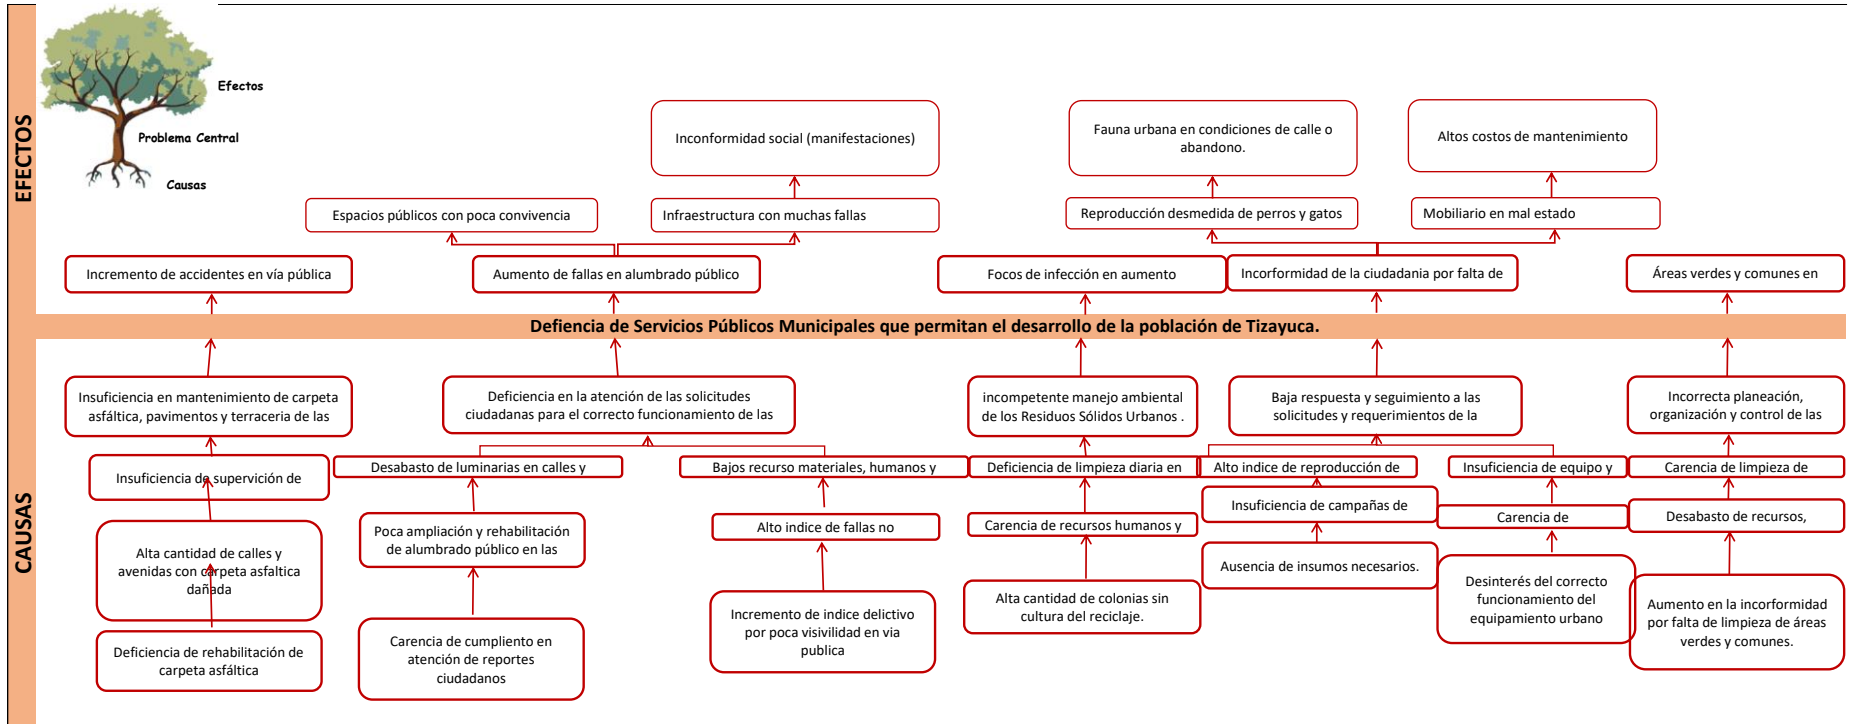 EFECTOS
Efectos
Problema Central
Causas
Inconformidad social (manifestaciones)
Fauna urbana en condiciones de calle o
abandono.
Altos costos de mantenimiento
Espacios públicos con poca convivencia
Infraestructura con muchas fallas
Reproducción desmedida de perros y gatos
Mobiliario en mal estado
Incremento de accidentes en vía pública
Aumento de fallas en alumbrado público
Focos de infección en aumento
Incorformidad de la ciudadania por falta de
Áreas verdes y comunes en
Defiencia de Servicios Públicos Municipales que permitan el desarrollo de la población de Tizayuca.
CAUSAS
Insuficiencia en mantenimiento de carpeta
asfáltica, pavimentos y terraceria de las
Deficiencia en la atención de las solicitudes
ciudadanas para el correcto funcionamiento de las
incompetente manejo ambiental
de los Residuos Sólidos Urbanos .
Baja respuesta y seguimiento a las
solicitudes y requerimientos de la
Incorrecta planeación,
organización y control de las
Insuficiencia de supervición de
Desabasto de luminarias en calles y
Bajos recurso materiales, humanos y
Deficiencia de limpieza diaria en
Alto indice de reproducción de
Insuficiencia de equipo y
Carencia de limpieza de
Alta cantidad de calles y
avenidas con carpeta asfaltica
dañada
Poca ampliación y rehabilitación
de alumbrado público en las
Alto indice de fallas no
Carencia de recursos humanos y
Insuficiencia de campañas de
Carencia de
Desabasto de recursos,
Deficiencia de rehabilitación de
carpeta asfáltica
Carencia de cumpliento en
atención de reportes
ciudadanos
Incremento de indice delictivo
por poca visivilidad en via
publica
Alta cantidad de colonias sin
cultura del reciclaje.
Ausencia de insumos necesarios.
Desinterés del correcto
funcionamiento del
equipamiento urbano
Aumento en la incorformidad
por falta de limpieza de áreas
verdes y comunes.